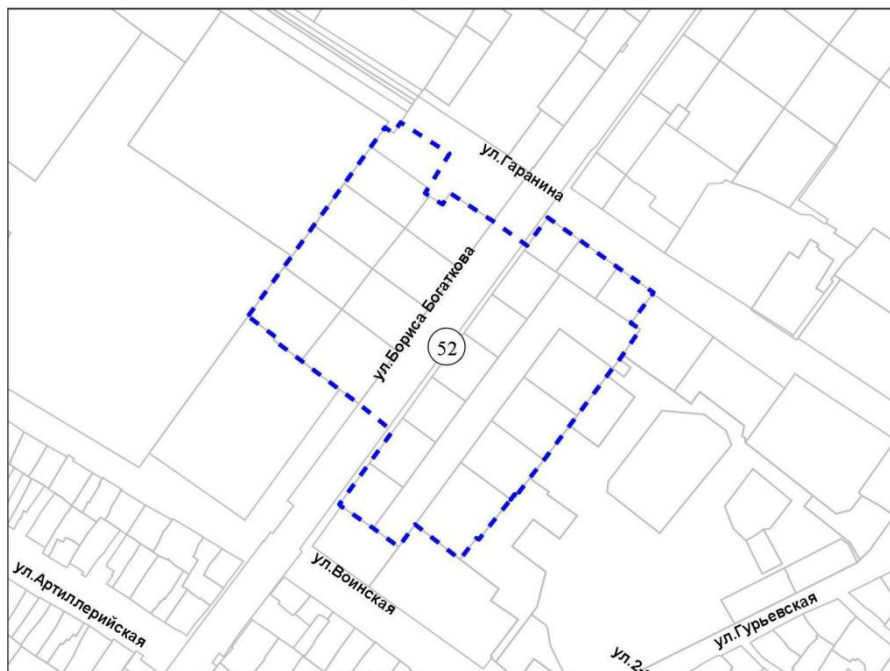 ул.Гаранина
ул.Бориса Богаткова
52
ул.Воинская
ул.Артиллерийская
ул.Гурьевская